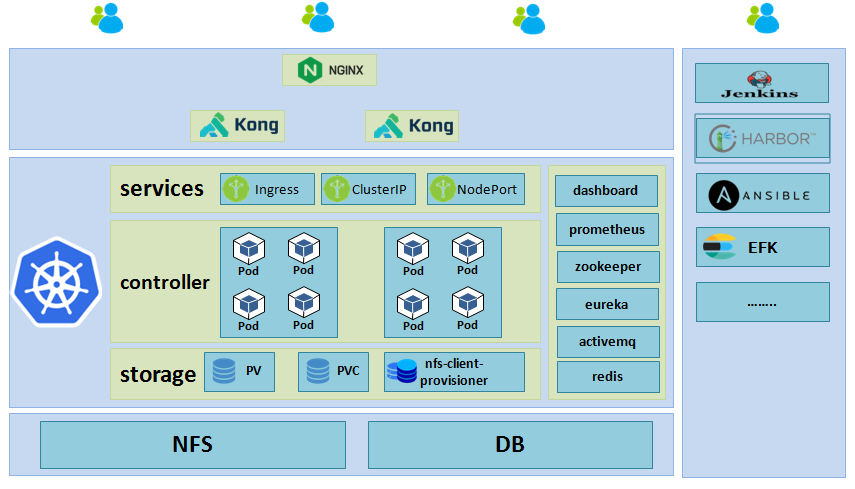 NGINX
Kong
Kong
services
Ingress
ClusterIP
NodePort
controller
Pod
Pod
Pod
Pod
Pod
Pod
Pod
Pod
storage
PV
PVC
nfs-client-
provisioner
dashboard
prometheus
zookeeper
eureka
activemq
redis
NFS
DB
Jenkins
HARBOR™
ANSIBLE
EFK
........